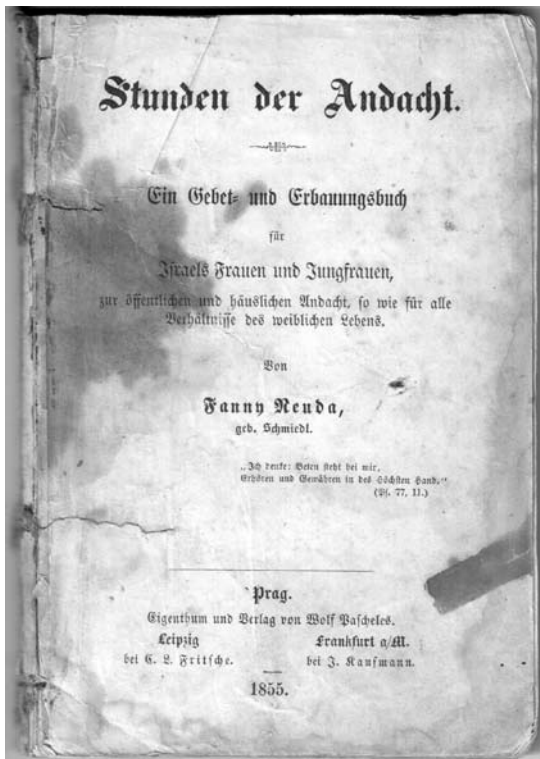 Stunden der Andacht.
Ein Gebet- und Erbauungsbuch
für
Israels Frauen und Jungfrauen,
zur öffentlichen und häuslichen Andacht, so wie für alle
Verhältnisse des weiblichen Lebens.
Von
Fanny Neuda,
geb. Schmiedl.
„Ich denke: Beten steht bei mir,
Erhören und Gewähren in des Höchsten Hand.“
(Ps. 77, 11.)
Prag.
Eigenthum und Verlag von Wolf Pascheles.
Leipzig Frankfurt a/M.
bei C. L. Fritsche. bei J. Kaufmann.
1855.